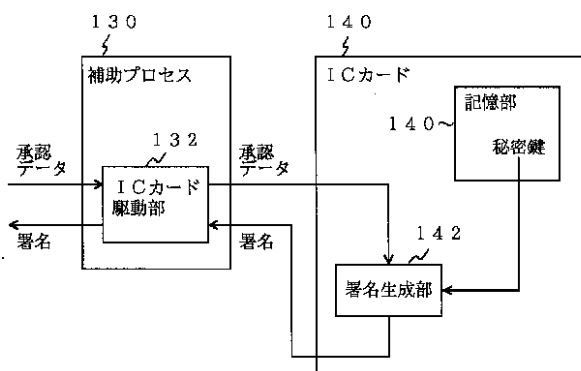 １３０
１４０
補助プロセス
ＩＣカード
記憶部
１４０
秘密鍵
１３２
承認
データ
承認
データ
ＩＣカード
駆動部
署名
署名
１４２
署名生成部